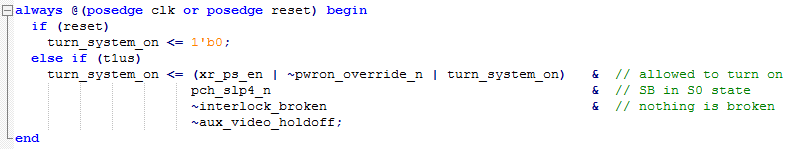 always @(posedge clk or posedge reset) begin
if (reset)
turn_system_on <= 1'b0;
else if (t1us)
turn_system_on <= (xr_ps_en | ~pwron_override_n | turn_system_on) & // allowed to turn on
pch_slp4_n & // SB in S0 state
~interlock_broken & // nothing is broken
~aux_video_holdoff;
end